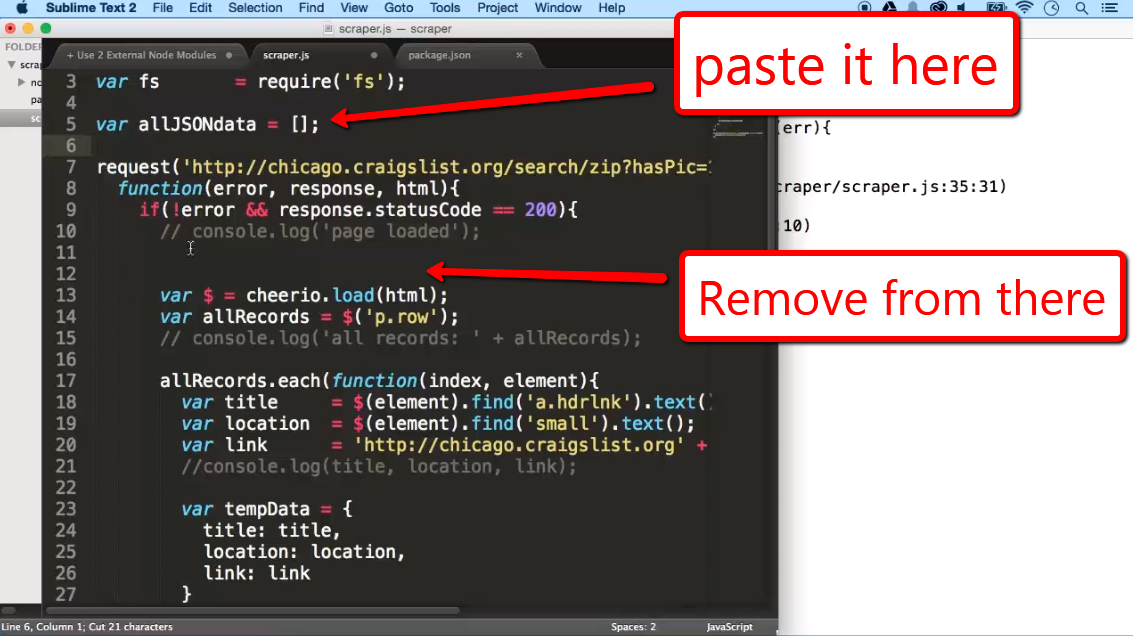 Sublime Text 2 File Edit Selection Find View Goto Tools Project Window Help
scraper.js — scraper
FOLDER
+ Use 2 External Node Modules
scraper.js
package.json
paste it here
3 var fs = require('fs');
4
5 var allJSONdata = [];
(err){
6
7 request('http://chicago.craigslist.org/search/zip?hasPic=
8 function(error, response, html){
craper/scraper.js:35:31)
9 if(!error && response.statusCode == 200){
:10)
10 // console.log('page loaded');
11
12
Remove from there
13 var $ = cheerio.load(html);
14 var allRecords = $('p.row');
15 // console.log('all records: ' + allRecords);
16
17 allRecords.each(function(index, element){
18 var title = $(element).find('a.hdrlnk').text(
19 var location = $(element).find('small').text();
20 var link = 'http://chicago.craigslist.org' +
21 //console.log(title, location, link);
22
23 var tempData = {
24 title: title,
25 location: location,
26 link: link
27 }
Line 6, Column 1; Cut 21 characters
Spaces: 2
JavaScript